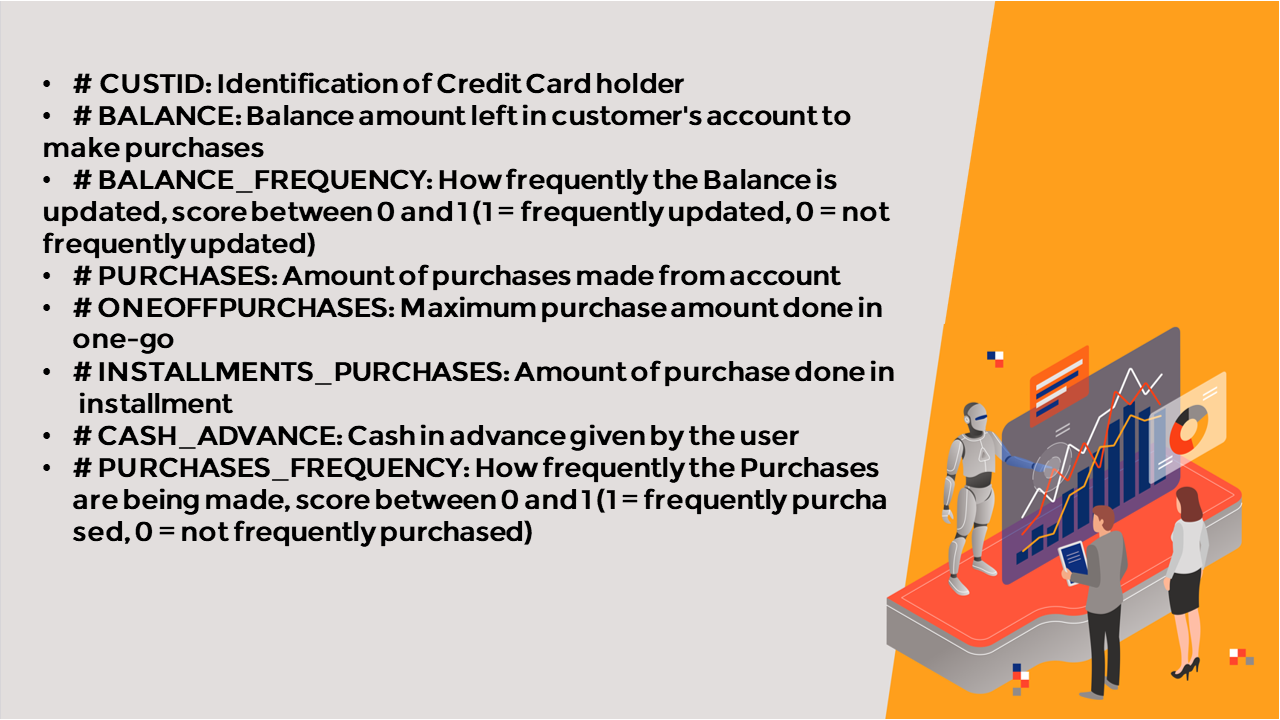 • # CUSTID: Identification of Credit Card holder
• # BALANCE: Balance amount left in customer's account to
make purchases
• # BALANCE_FREQUENCY: How frequently the Balance is
updated, score between 0 and 1 (1 = frequently updated, 0 = not
frequently updated)
• # PURCHASES: Amount of purchases made from account
• # ONEOFFPURCHASES: Maximum purchase amount done in
one-go
• # INSTALLMENTS_PURCHASES: Amount of purchase done in
installment
• # CASH_ADVANCE: Cash in advance given by the user
• # PURCHASES_FREQUENCY: How frequently the Purchases
are being made, score between 0 and 1 (1 = frequently purcha
sed, 0 = not frequently purchased)